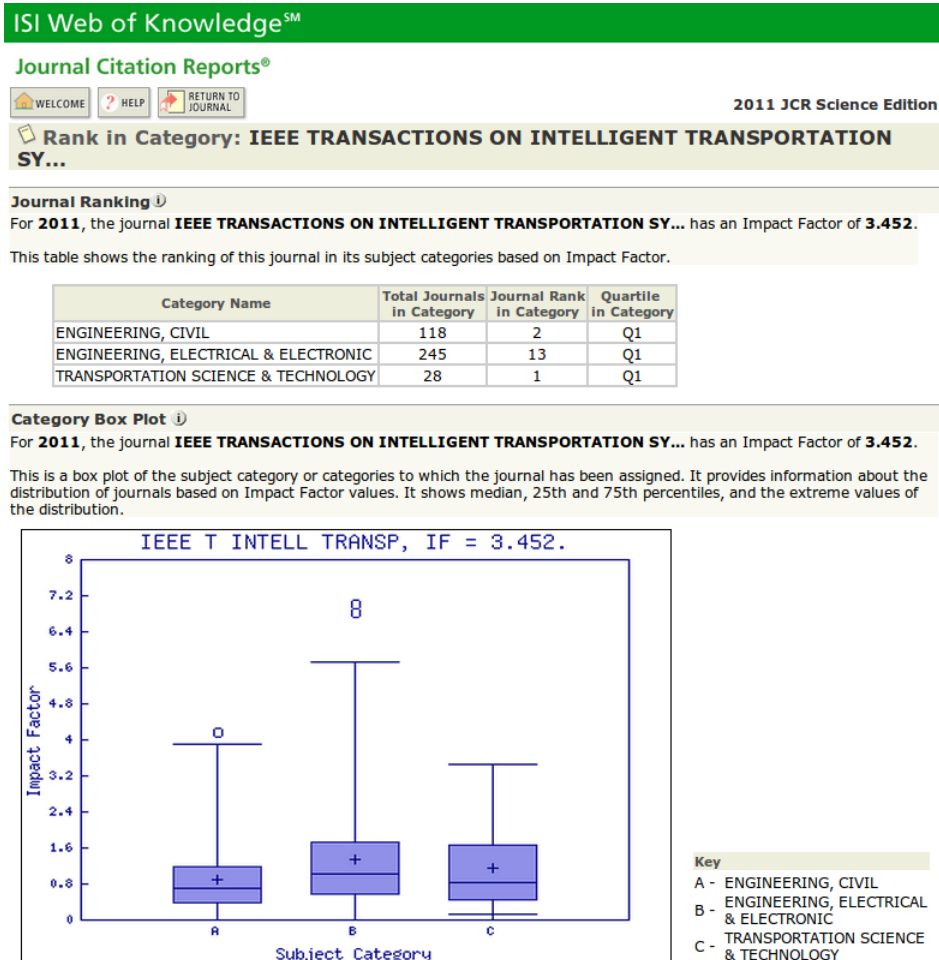 ISI Web of Knowledge℠
Journal Citation Reports®
WELCOME ? HELP RETURN TO JOURNAL
2011 JCR Science Edition
Rank in Category: IEEE TRANSACTIONS ON INTELLIGENT TRANSPORTATION
SY...
Journal Ranking i
For 2011, the journal IEEE TRANSACTIONS ON INTELLIGENT TRANSPORTATION SY... has an Impact Factor of 3.452.
This table shows the ranking of this journal in its subject categories based on Impact Factor.
Category Name Total Journals in Category Journal Rank in Category Quartile in Category
ENGINEERING, CIVIL 118 2 Q1
ENGINEERING, ELECTRICAL & ELECTRONIC 245 13 Q1
TRANSPORTATION SCIENCE & TECHNOLOGY 28 1 Q1
Category Box Plot i
For 2011, the journal IEEE TRANSACTIONS ON INTELLIGENT TRANSPORTATION SY... has an Impact Factor of 3.452.
This is a box plot of the subject category or categories to which the journal has been assigned. It provides information about the
distribution of journals based on Impact Factor values. It shows median, 25th and 75th percentiles, and the extreme values of
the distribution.
IEEE T INTELL TRANSP, IF = 3.452.
8
7.2
6.4
5.6
4.8
4
3.2
2.4
1.6
0.8
0
Impact Factor
A B C
Subject Category
Key
A - ENGINEERING, CIVIL
B - ENGINEERING, ELECTRICAL
& ELECTRONIC
C - TRANSPORTATION SCIENCE
& TECHNOLOGY